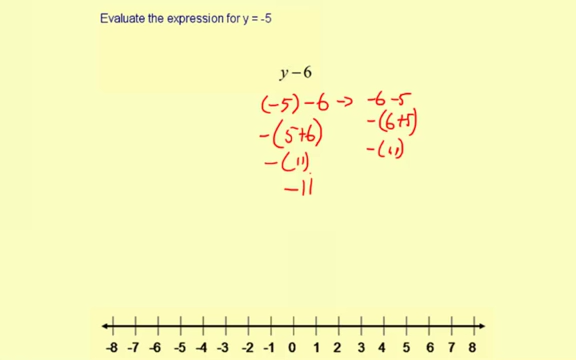 Evaluate the expression for y = -5
y − 6
(-5) - 6 → -6 -5
-(5+6) -(6+5)
-(11) -(11)
-11
-8 -7 -6 -5 -4 -3 -2 -1 0 1 2 3 4 5 6 7 8